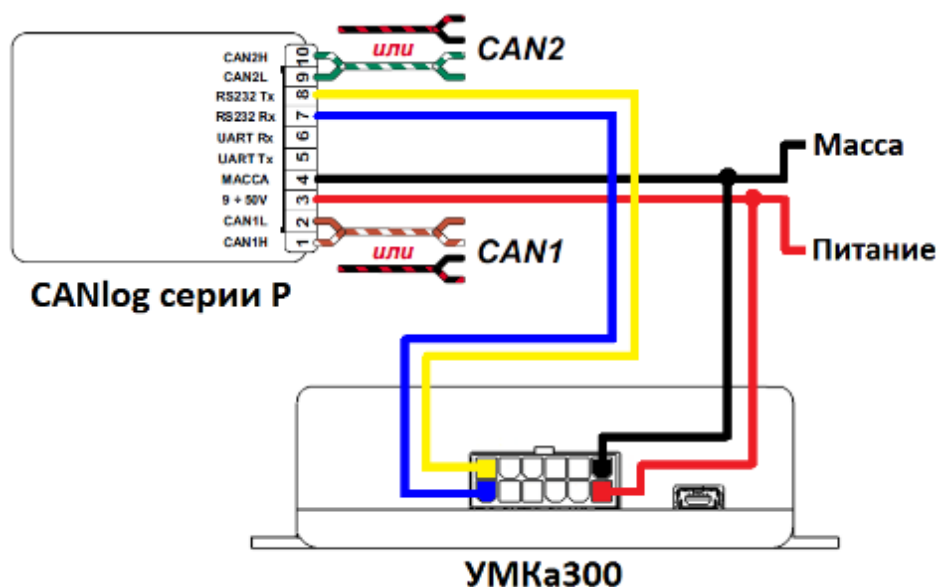 или
CAN2
CAN2H 10
CAN2L 9
RS232 Tx 8
RS232 Rx 7
UART Rx 6
UART Tx 5
МАССА 4
9 + 50V 3
CAN1L 2
CAN1H 1
Масса
Питание
или
CAN1
CANlog серии P
УМКа300